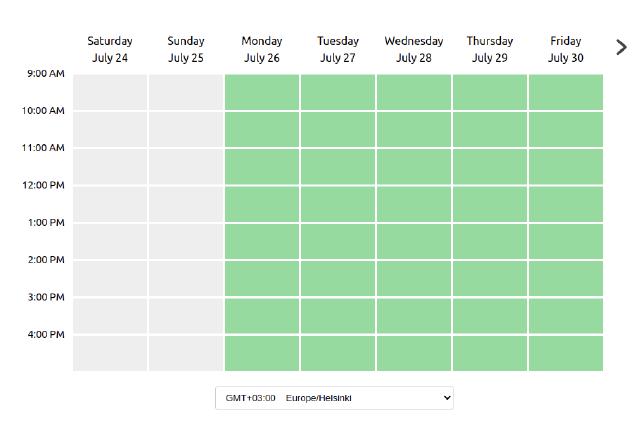 Saturday Sunday Monday Tuesday Wednesday Thursday Friday
July 24 July 25 July 26 July 27 July 28 July 29 July 30
9:00 AM
10:00 AM
11:00 AM
12:00 PM
1:00 PM
2:00 PM
3:00 PM
4:00 PM
GMT+03:00 Europe/Helsinki